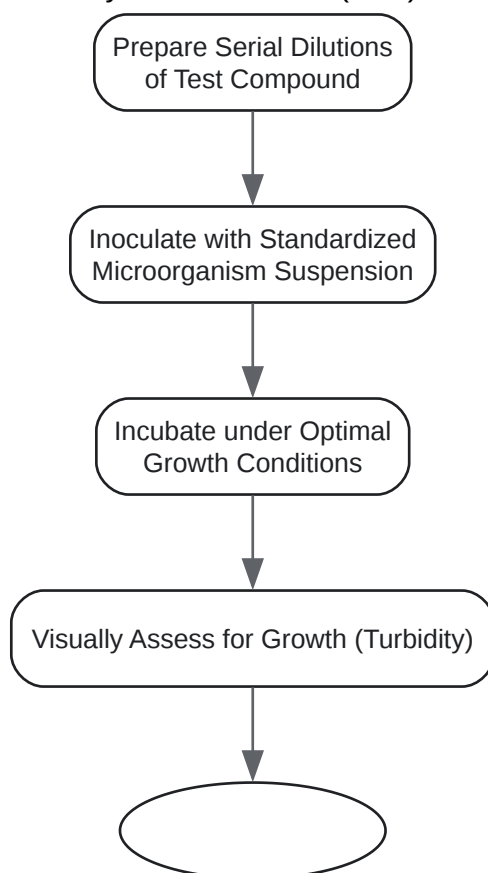 Prepare Serial Dilutions
of Test Compound
Inoculate with Standardized
Microorganism Suspension
Incubate under Optimal
Growth Conditions
Visually Assess for Growth (Turbidity)